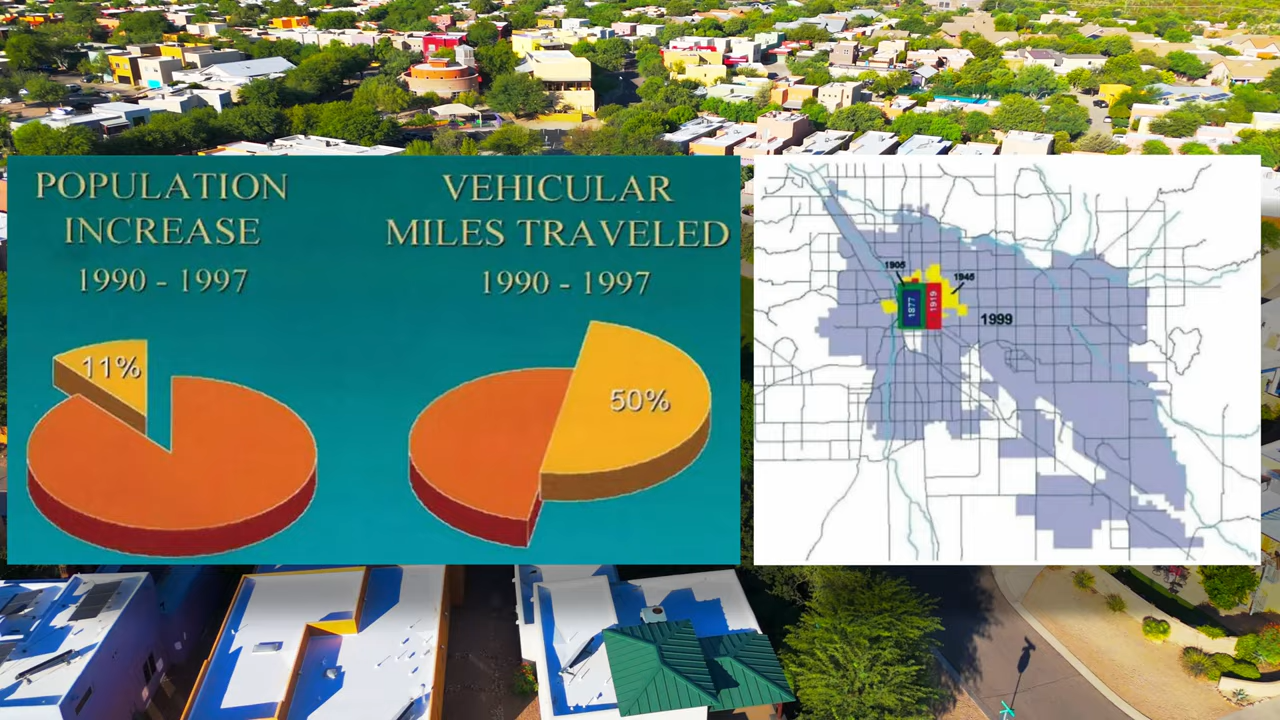 POPULATION
INCREASE
1990 - 1997
11%
VEHICULAR
MILES TRAVELED
1990 - 1997
50%
1905
1945
1877
1919
1999